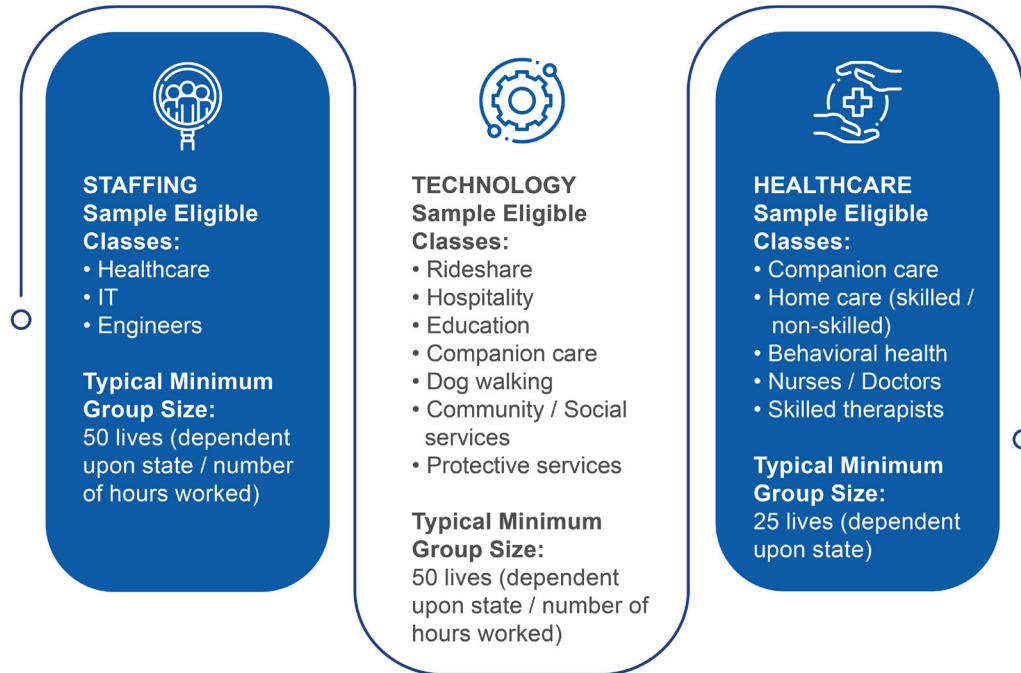 STAFFING
Sample Eligible
Classes:
• Healthcare
• IT
• Engineers
Typical Minimum
Group Size:
50 lives (dependent
upon state / number
of hours worked)
TECHNOLOGY
Sample Eligible
Classes:
• Rideshare
• Hospitality
• Education
• Companion care
• Dog walking
• Community / Social
services
• Protective services
Typical Minimum
Group Size:
50 lives (dependent
upon state / number of
hours worked)
HEALTHCARE
Sample Eligible
Classes:
• Companion care
• Home care (skilled /
non-skilled)
• Behavioral health
• Nurses / Doctors
• Skilled therapists
Typical Minimum
Group Size:
25 lives (dependent
upon state)